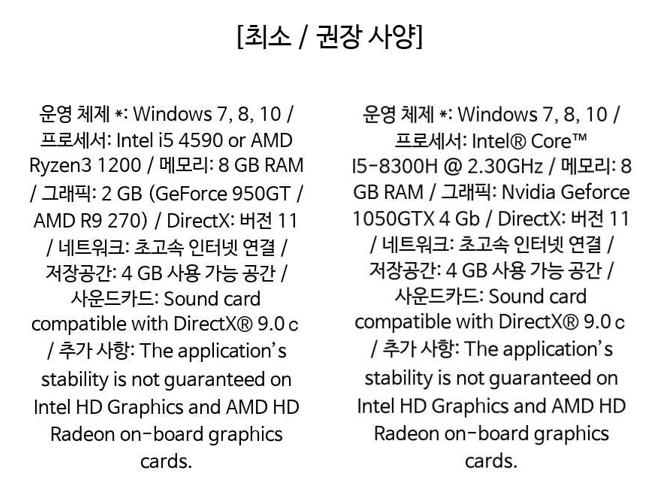 [최소 / 권장 사양]
운영 체제 *: Windows 7, 8, 10 /
프로세서: Intel i5 4590 or AMD
Ryzen3 1200 / 메모리: 8 GB RAM
/ 그래픽: 2 GB (GeForce 950GT /
AMD R9 270) / DirectX: 버전 11
/ 네트워크: 초고속 인터넷 연결 /
저장공간: 4 GB 사용 가능 공간 /
사운드카드: Sound card
compatible with DirectX® 9.0c
/ 추가 사항: The application's
stability is not guaranteed on
Intel HD Graphics and AMD HD
Radeon on-board graphics
cards.
운영 체제 *: Windows 7, 8, 10 /
프로세서: Intel® Core™
I5-8300H @ 2.30GHz / 메모리: 8
GB RAM / 그래픽: Nvidia Geforce
1050GTX 4 Gb / DirectX: 버전 11
/ 네트워크: 초고속 인터넷 연결 /
저장공간: 4 GB 사용 가능 공간 /
사운드카드: Sound card
compatible with DirectX® 9.0c
/ 추가 사항: The application's
stability is not guaranteed on
Intel HD Graphics and AMD HD
Radeon on-board graphics
cards.